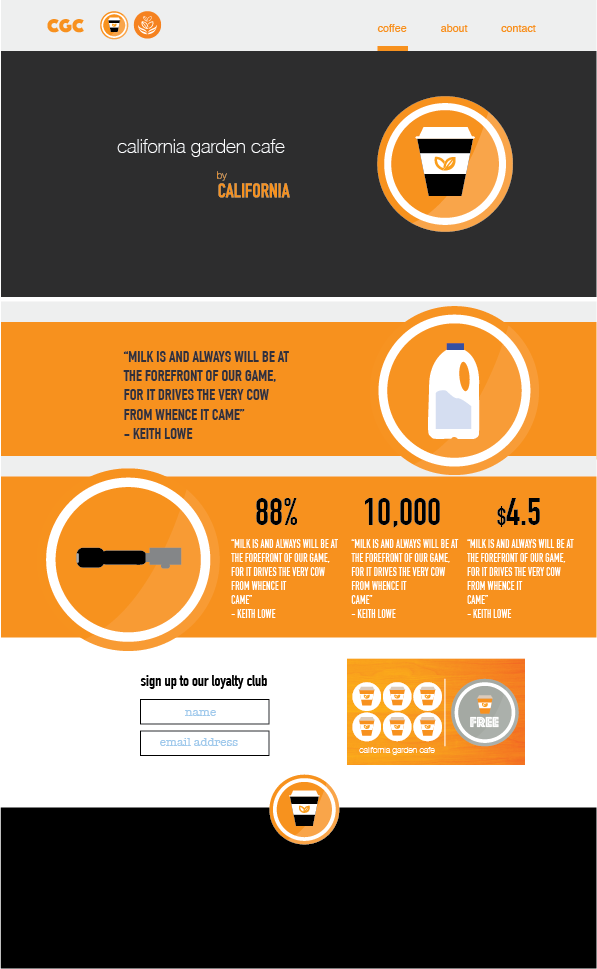 CGC
coffee about contact
california garden cafe
by
CALIFORNIA
“MILK IS AND ALWAYS WILL BE AT
THE FOREFRONT OF OUR GAME,
FOR IT DRIVES THE VERY COW
FROM WHENCE IT CAME”
- KEITH LOWE
88%
“MILK IS AND ALWAYS WILL BE AT
THE FOREFRONT OF OUR GAME,
FOR IT DRIVES THE VERY COW
FROM WHENCE IT
CAME”
- KEITH LOWE
10,000
“MILK IS AND ALWAYS WILL BE AT
THE FOREFRONT OF OUR GAME,
FOR IT DRIVES THE VERY COW
FROM WHENCE IT
CAME”
- KEITH LOWE
$4.5
“MILK IS AND ALWAYS WILL BE AT
THE FOREFRONT OF OUR GAME,
FOR IT DRIVES THE VERY COW
FROM WHENCE IT
CAME”
- KEITH LOWE
sign up to our loyalty club
name
email address
FREE
california garden cafe